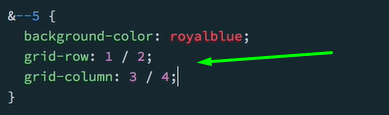 &--5 {
background-color: royalblue;
grid-row: 1 / 2;
grid-column: 3 / 4;
}